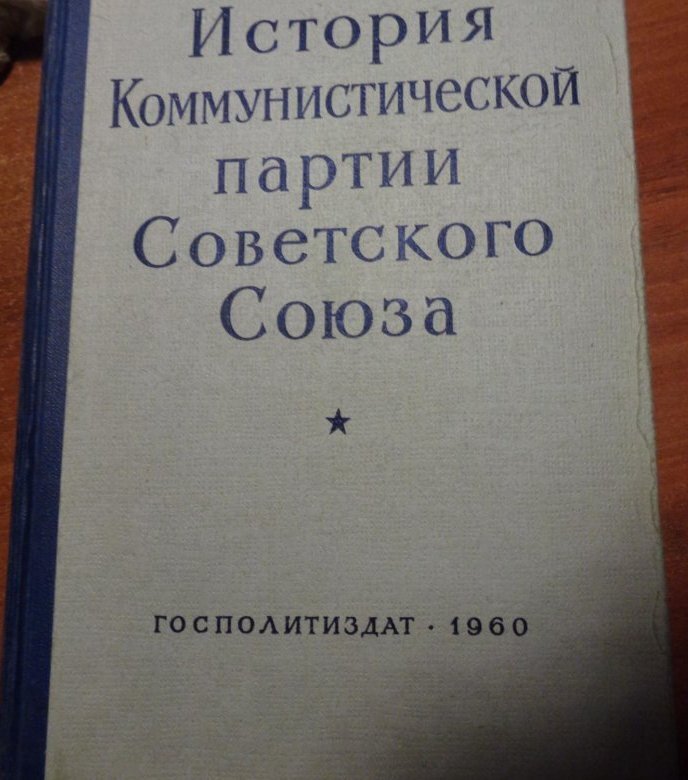 История
Коммунистической
партии
Советского
Союза
★
ГОСПОЛИТИЗДАТ · 1960